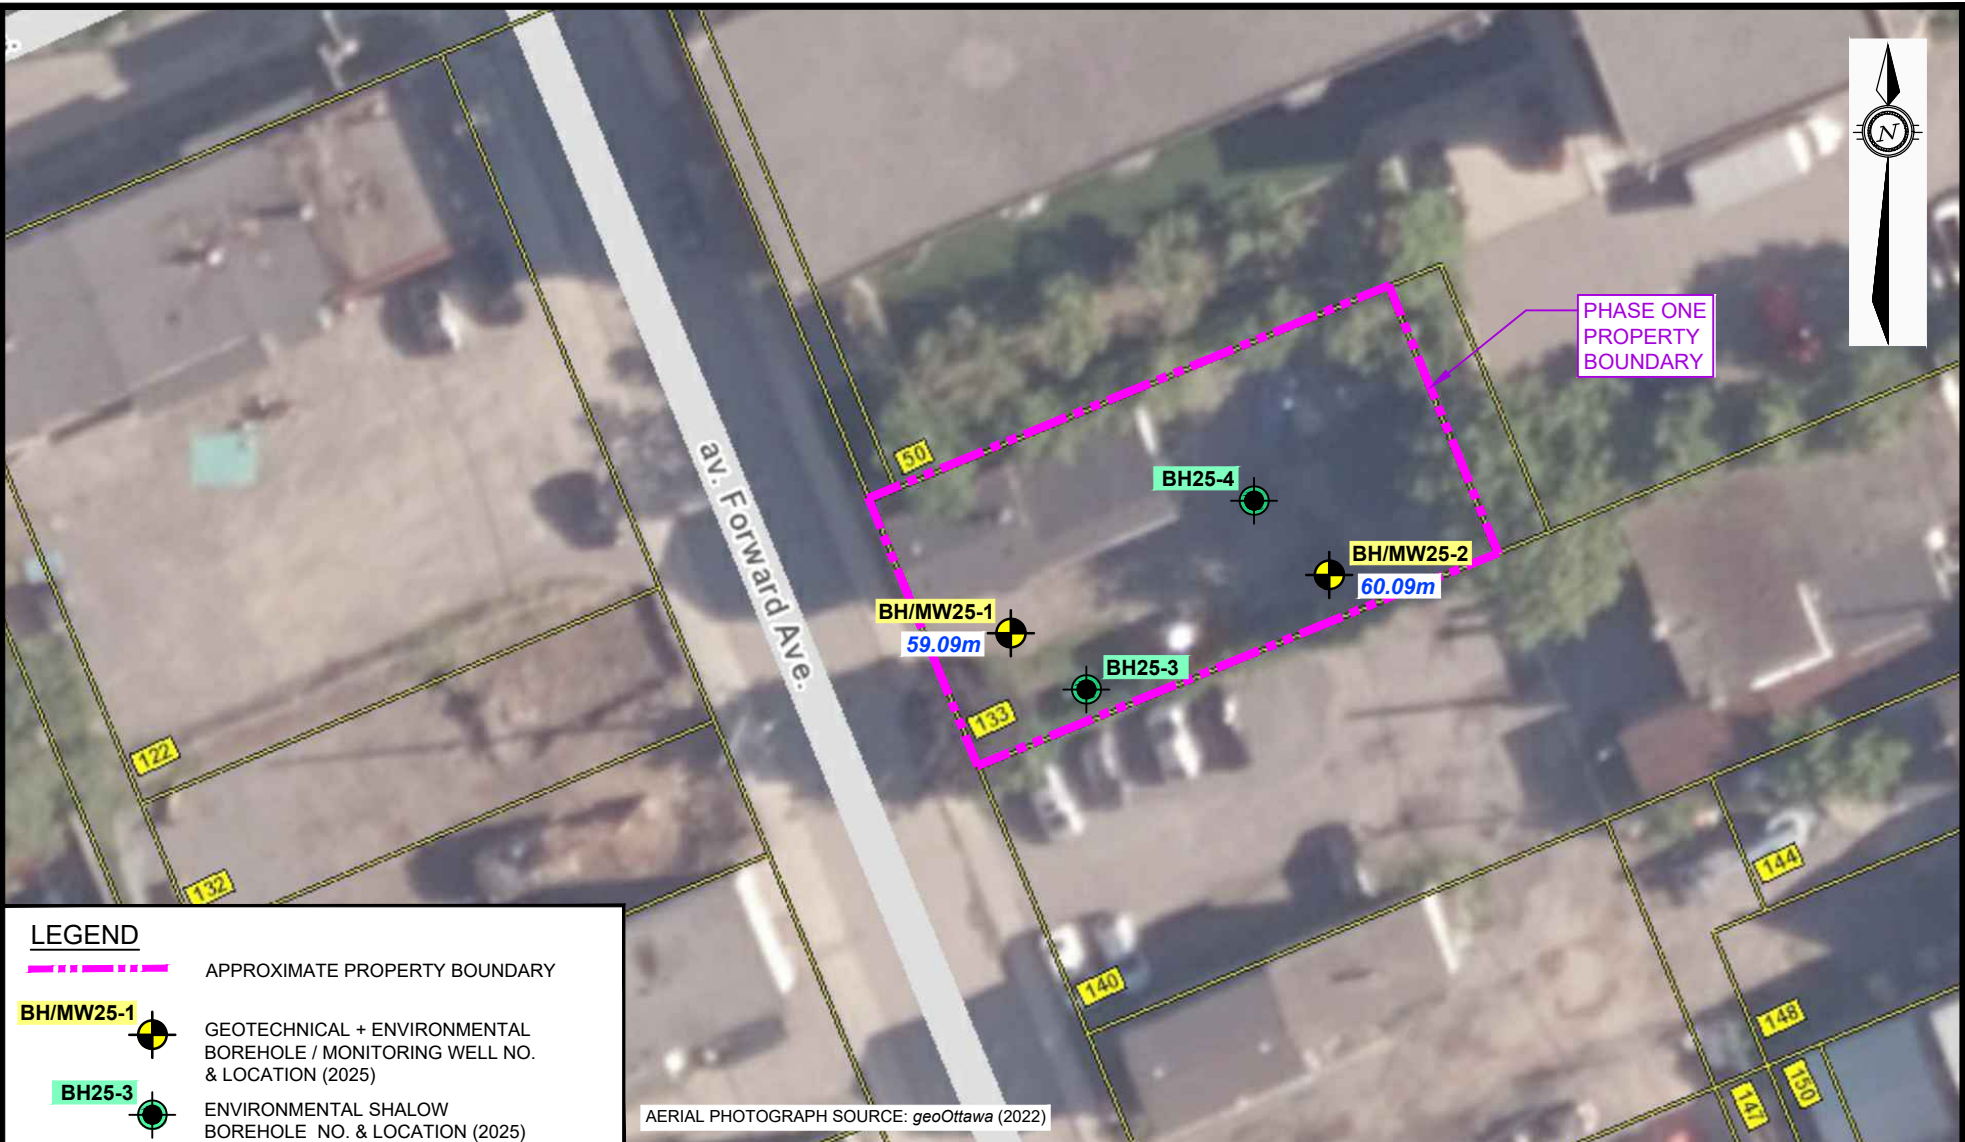 N
PHASE ONE
PROPERTY
BOUNDARY
50
av. Forward Ave.
BH25-4
BH/MW25-2
60.09m
BH/MW25-1
59.09m
BH25-3
133
122
132
144
140
148
147
150
LEGEND
APPROXIMATE PROPERTY BOUNDARY
BH/MW25-1
GEOTECHNICAL + ENVIRONMENTAL
BOREHOLE / MONITORING WELL NO.
& LOCATION (2025)
BH25-3
ENVIRONMENTAL SHALOW
BOREHOLE NO. & LOCATION (2025)
AERIAL PHOTOGRAPH SOURCE: geoOttawa (2022)